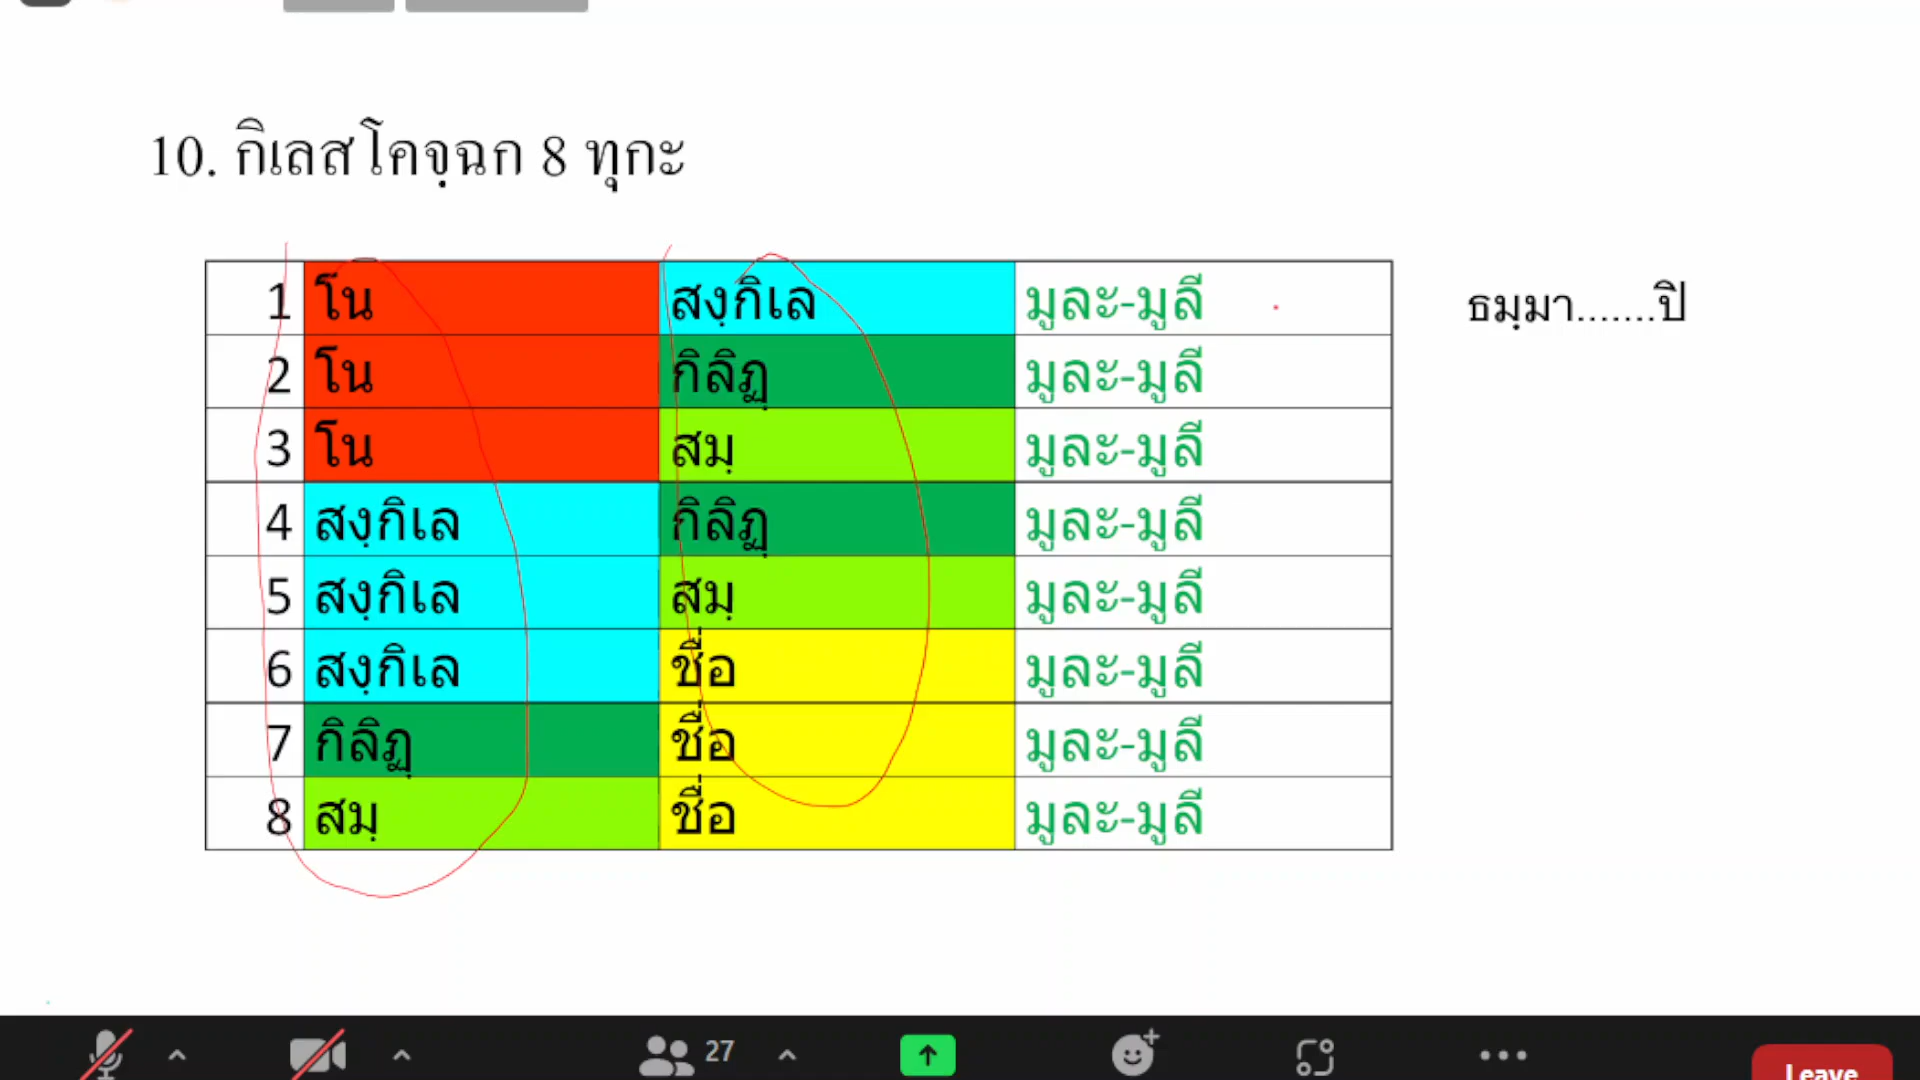 10. กิเลสโคจฺฉก 8 ทุกะ
1 โน สงฺกิเล มูละ-มูลี ธมฺมา.......ปิ
2 โน กิลิฏฺ มูละ-มูลี
3 โน สมฺ มูละ-มูลี
4 สงฺกิเล กิลิฏฺ มูละ-มูลี
5 สงฺกิเล สมฺ มูละ-มูลี
6 สงฺกิเล ชื่อ มูละ-มูลี
7 กิลิฏฺ ชื่อ มูละ-มูลี
8 สมฺ ชื่อ มูละ-มูลี
27
Leave